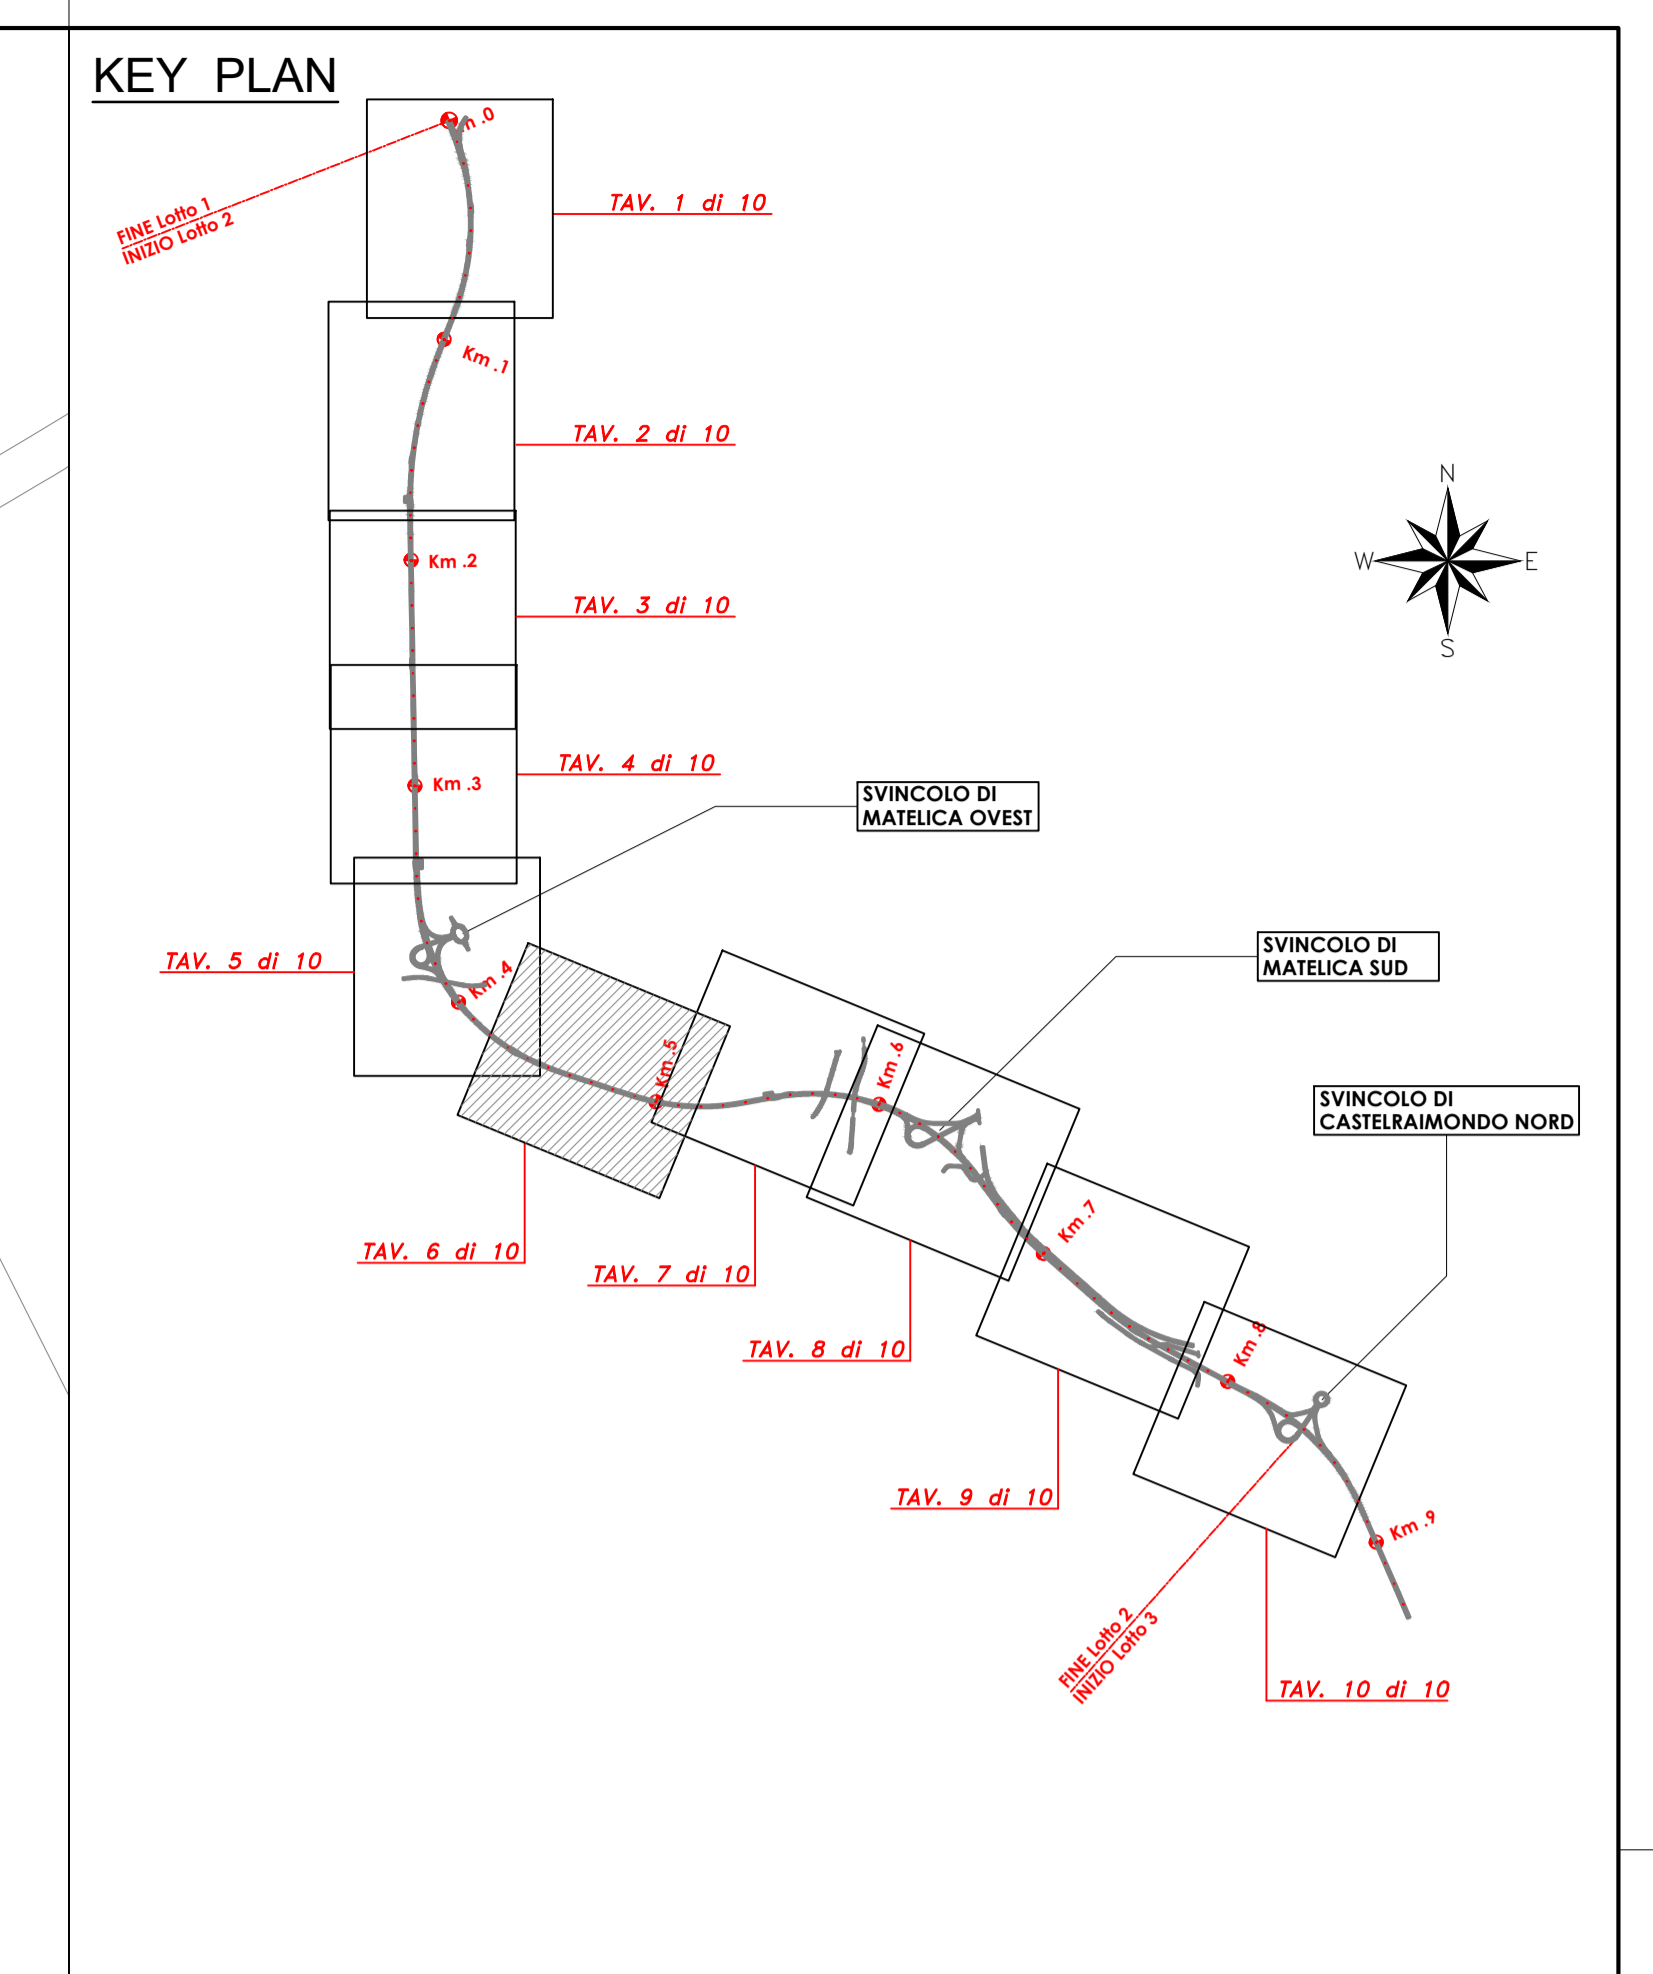 KEY PLAN
.0
FINE Lotto 1
INIZIO Lotto 2
TAV. 1 di 10
Km .1
TAV. 2 di 10
N
W
E
S
Km .2
TAV. 3 di 10
TAV. 4 di 10
Km .3
SVINCOLO DI
MATELICA OVEST
SVINCOLO DI
MATELICA SUD
TAV. 5 di 10
Km .4
Km .5
Km .6
SVINCOLO DI
CASTELRAIMONDO NORD
TAV. 6 di 10
TAV. 7 di 10
Km .7
TAV. 8 di 10
Km .8
TAV. 9 di 10
Km .9
FINE Lotto 2
INIZIO Lotto 3
TAV. 10 di 10